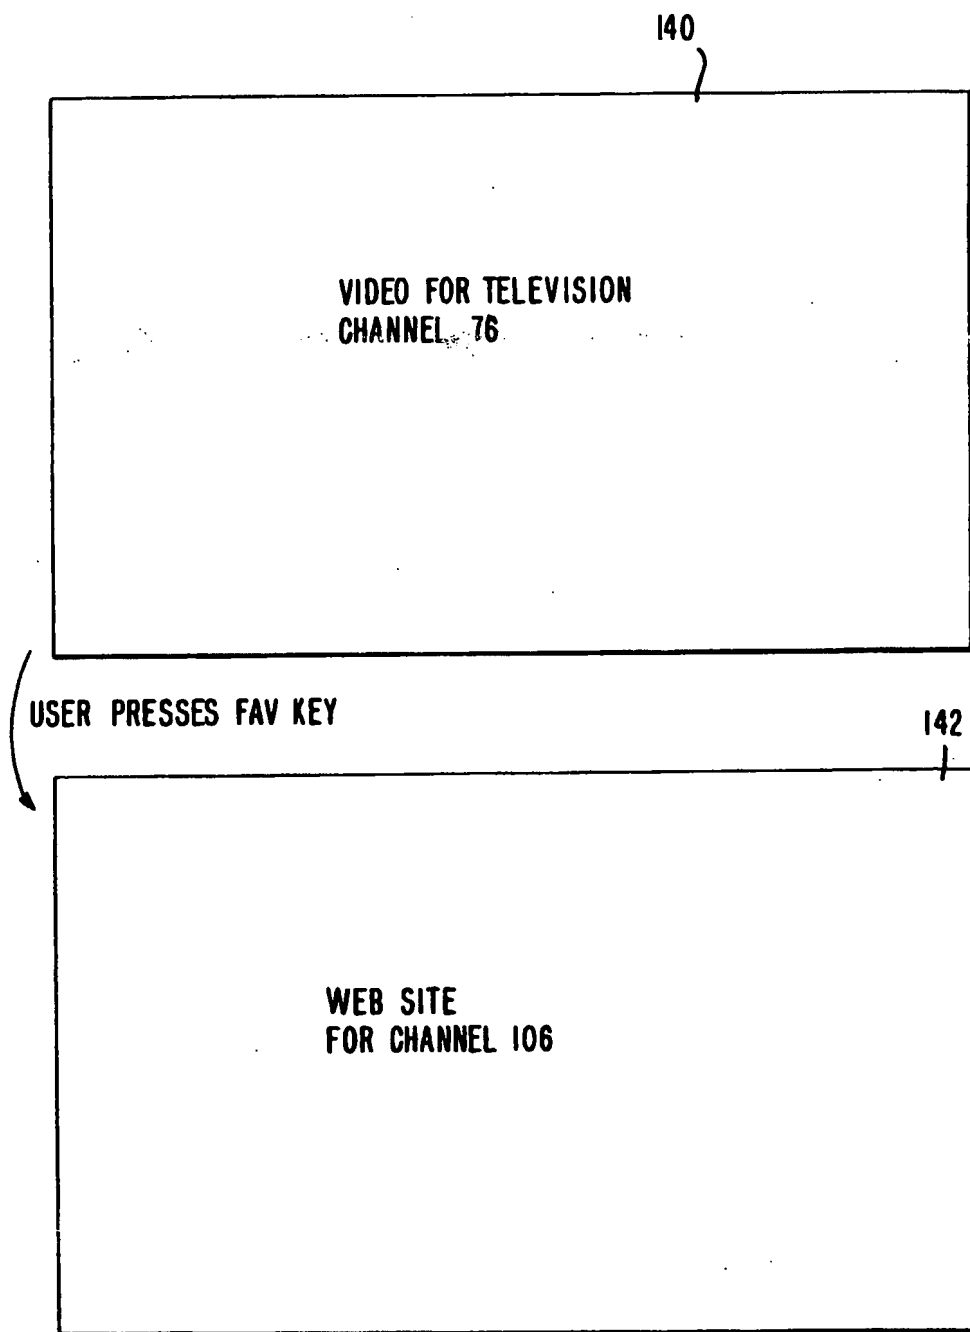 140
VIDEO FOR TELEVISION
CHANNEL 76
USER PRESSES FAV KEY
142
WEB SITE
FOR CHANNEL 106